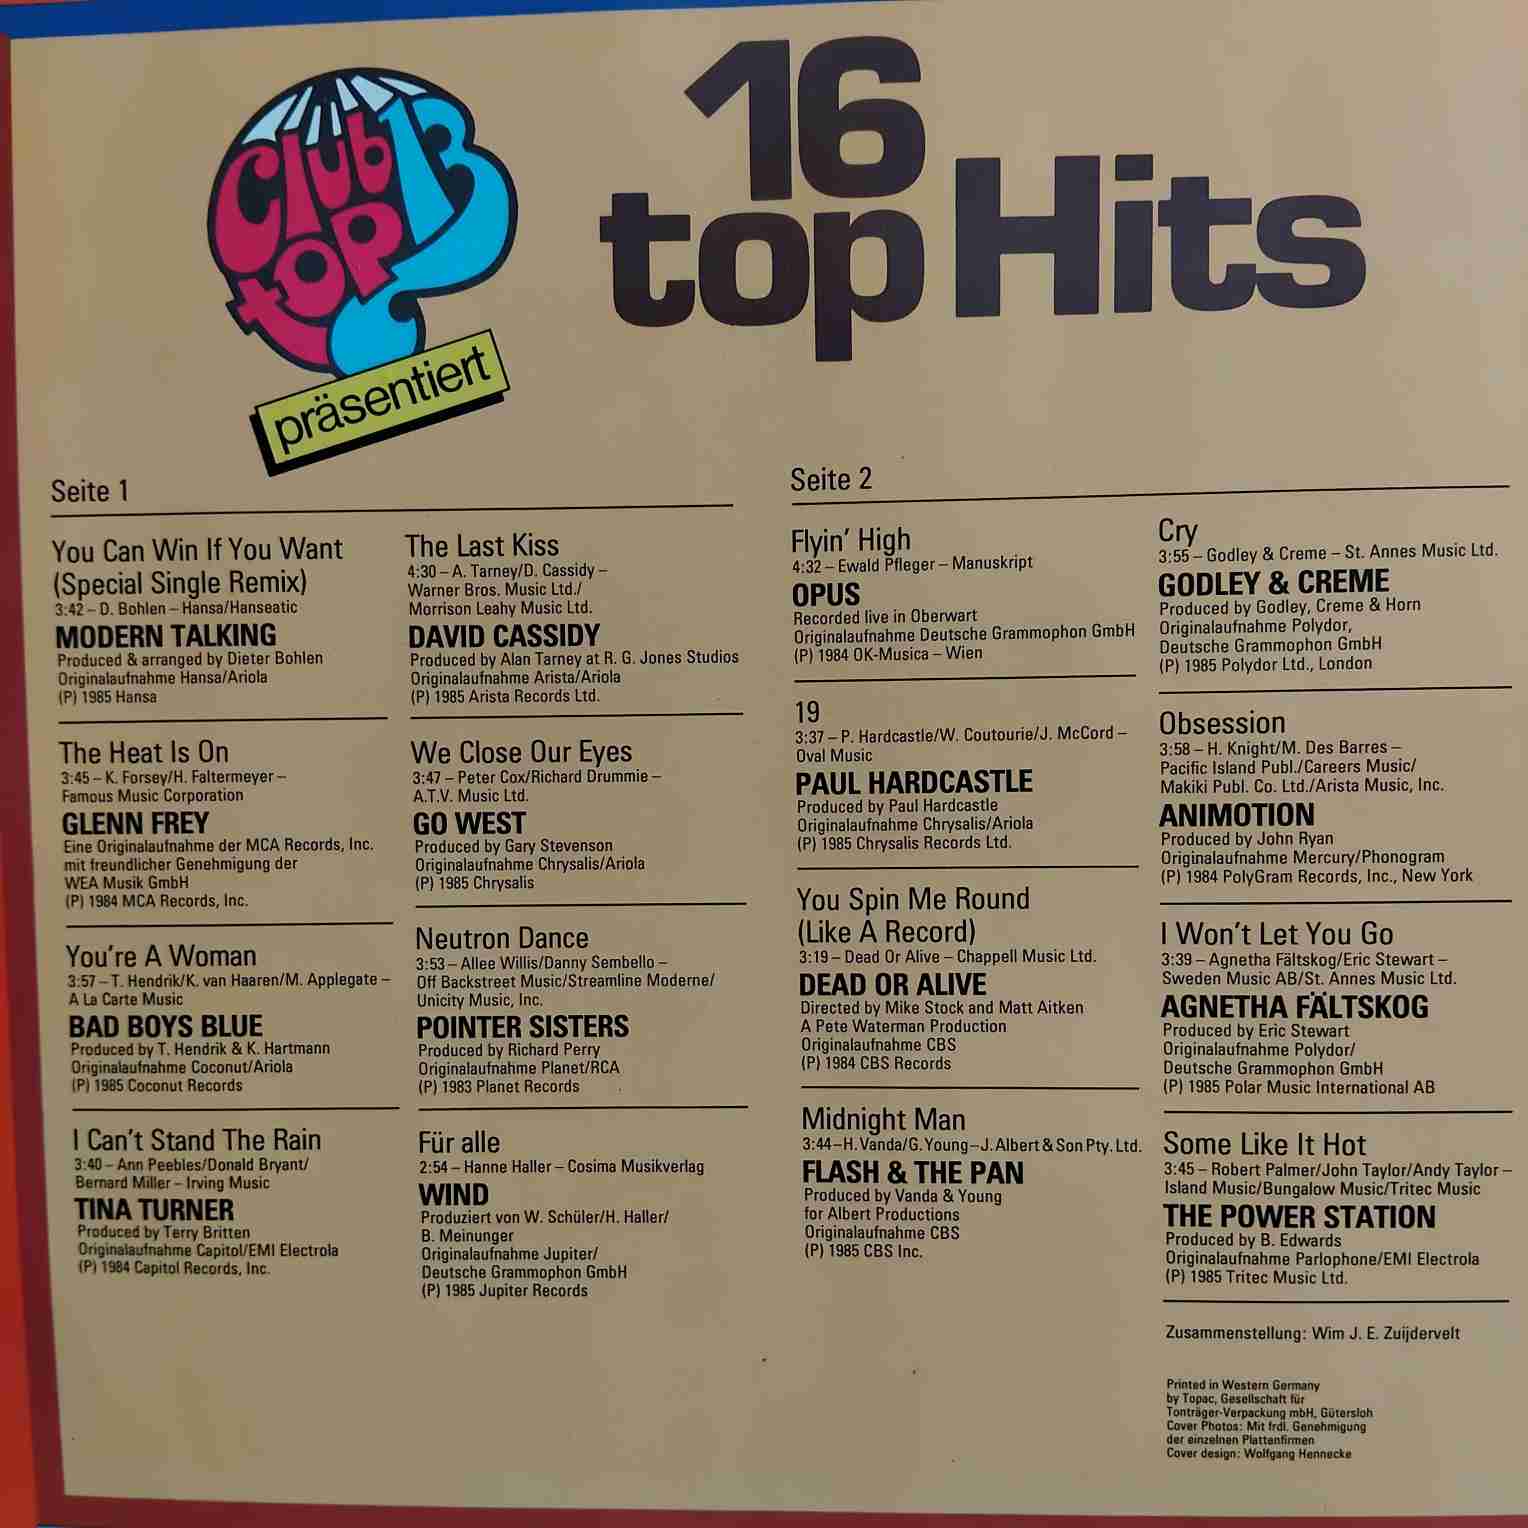 Club
top 13
präsentiert
16
top Hits
Seite 1
You Can Win If You Want
(Special Single Remix)
3:42 – D. Bohlen – Hansa/Hanseatic
MODERN TALKING
Produced & arranged by Dieter Bohlen
Originalaufnahme Hansa/Ariola
(P) 1985 Hansa
The Heat Is On
3:45 – K. Forsey/H. Faltermeyer –
Famous Music Corporation
GLENN FREY
Eine Originalaufnahme der MCA Records, Inc.
mit freundlicher Genehmigung der
WEA Musik GmbH
(P) 1984 MCA Records, Inc.
You're A Woman
3:57 – T. Hendrik/K. van Haaren/M. Applegate –
A La Carte Music
BAD BOYS BLUE
Produced by T. Hendrik & K. Hartmann
Originalaufnahme Coconut/Ariola
(P) 1985 Coconut Records
I Can't Stand The Rain
3:40 – Ann Peebles/Donald Bryant/
Bernard Miller – Irving Music
TINA TURNER
Produced by Terry Britten
Originalaufnahme Capitol/EMI Electrola
(P) 1984 Capitol Records, Inc.
The Last Kiss
4:30 – A. Tarney/D. Cassidy –
Warner Bros. Music Ltd./
Morrison Leahy Music Ltd.
DAVID CASSIDY
Produced by Alan Tarney at R. G. Jones Studios
Originalaufnahme Arista/Ariola
(P) 1985 Arista Records Ltd.
We Close Our Eyes
3:47 – Peter Cox/Richard Drummie –
A.T.V. Music Ltd.
GO WEST
Produced by Gary Stevenson
Originalaufnahme Chrysalis/Ariola
(P) 1985 Chrysalis
Neutron Dance
3:53 – Allee Willis/Danny Sembello –
Off Backstreet Music/Streamline Moderne/
Unicity Music, Inc.
POINTER SISTERS
Produced by Richard Perry
Originalaufnahme Planet/RCA
(P) 1983 Planet Records
Für alle
2:54 – Hanne Haller – Cosima Musikverlag
WIND
Produziert von W. Schüler/H. Haller/
B. Meinunger
Originalaufnahme Jupiter/
Deutsche Grammophon GmbH
(P) 1985 Jupiter Records
Seite 2
Flyin' High
4:32 – Ewald Pfleger – Manuskript
OPUS
Recorded live in Oberwart
Originalaufnahme Deutsche Grammophon GmbH
(P) 1984 OK-Musica – Wien
19
3:37 – P. Hardcastle/W. Coutourie/J. McCord –
Oval Music
PAUL HARDCASTLE
Produced by Paul Hardcastle
Originalaufnahme Chrysalis/Ariola
(P) 1985 Chrysalis Records Ltd.
You Spin Me Round
(Like A Record)
3:19 – Dead Or Alive – Chappell Music Ltd.
DEAD OR ALIVE
Directed by Mike Stock and Matt Aitken
A Pete Waterman Production
Originalaufnahme CBS
(P) 1984 CBS Records
Midnight Man
3:44–H. Vanda/G. Young–J. Albert & Son Pty. Ltd.
FLASH & THE PAN
Produced by Vanda & Young
for Albert Productions
Originalaufnahme CBS
(P) 1985 CBS Inc.
Cry
3:55 – Godley & Creme – St. Annes Music Ltd.
GODLEY & CREME
Produced by Godley, Creme & Horn
Originalaufnahme Polydor,
Deutsche Grammophon GmbH
(P) 1985 Polydor Ltd., London
Obsession
3:58 – H. Knight/M. Des Barres –
Pacific Island Publ./Careers Music/
Makiki Publ. Co. Ltd./Arista Music, Inc.
ANIMOTION
Produced by John Ryan
Originalaufnahme Mercury/Phonogram
(P) 1984 PolyGram Records, Inc., New York
I Won't Let You Go
3:39 – Agnetha Fältskog/Eric Stewart –
Sweden Music AB/St. Annes Music Ltd.
AGNETHA FÄLTSKOG
Produced by Eric Stewart
Originalaufnahme Polydor/
Deutsche Grammophon GmbH
(P) 1985 Polar Music International AB
Some Like It Hot
3:45 – Robert Palmer/John Taylor/Andy Taylor –
Island Music/Bungalow Music/Tritec Music
THE POWER STATION
Produced by B. Edwards
Originalaufnahme Parlophone/EMI Electrola
(P) 1985 Tritec Music Ltd.
Zusammenstellung: Wim J. E. Zuijdervelt
Printed in Western Germany
by Topac, Gesellschaft für
Tonträger-Verpackung mbH, Gütersloh
Cover Photos: Mit frdl. Genehmigung
der einzelnen Plattenfirmen
Cover design: Wolfgang Hennecke